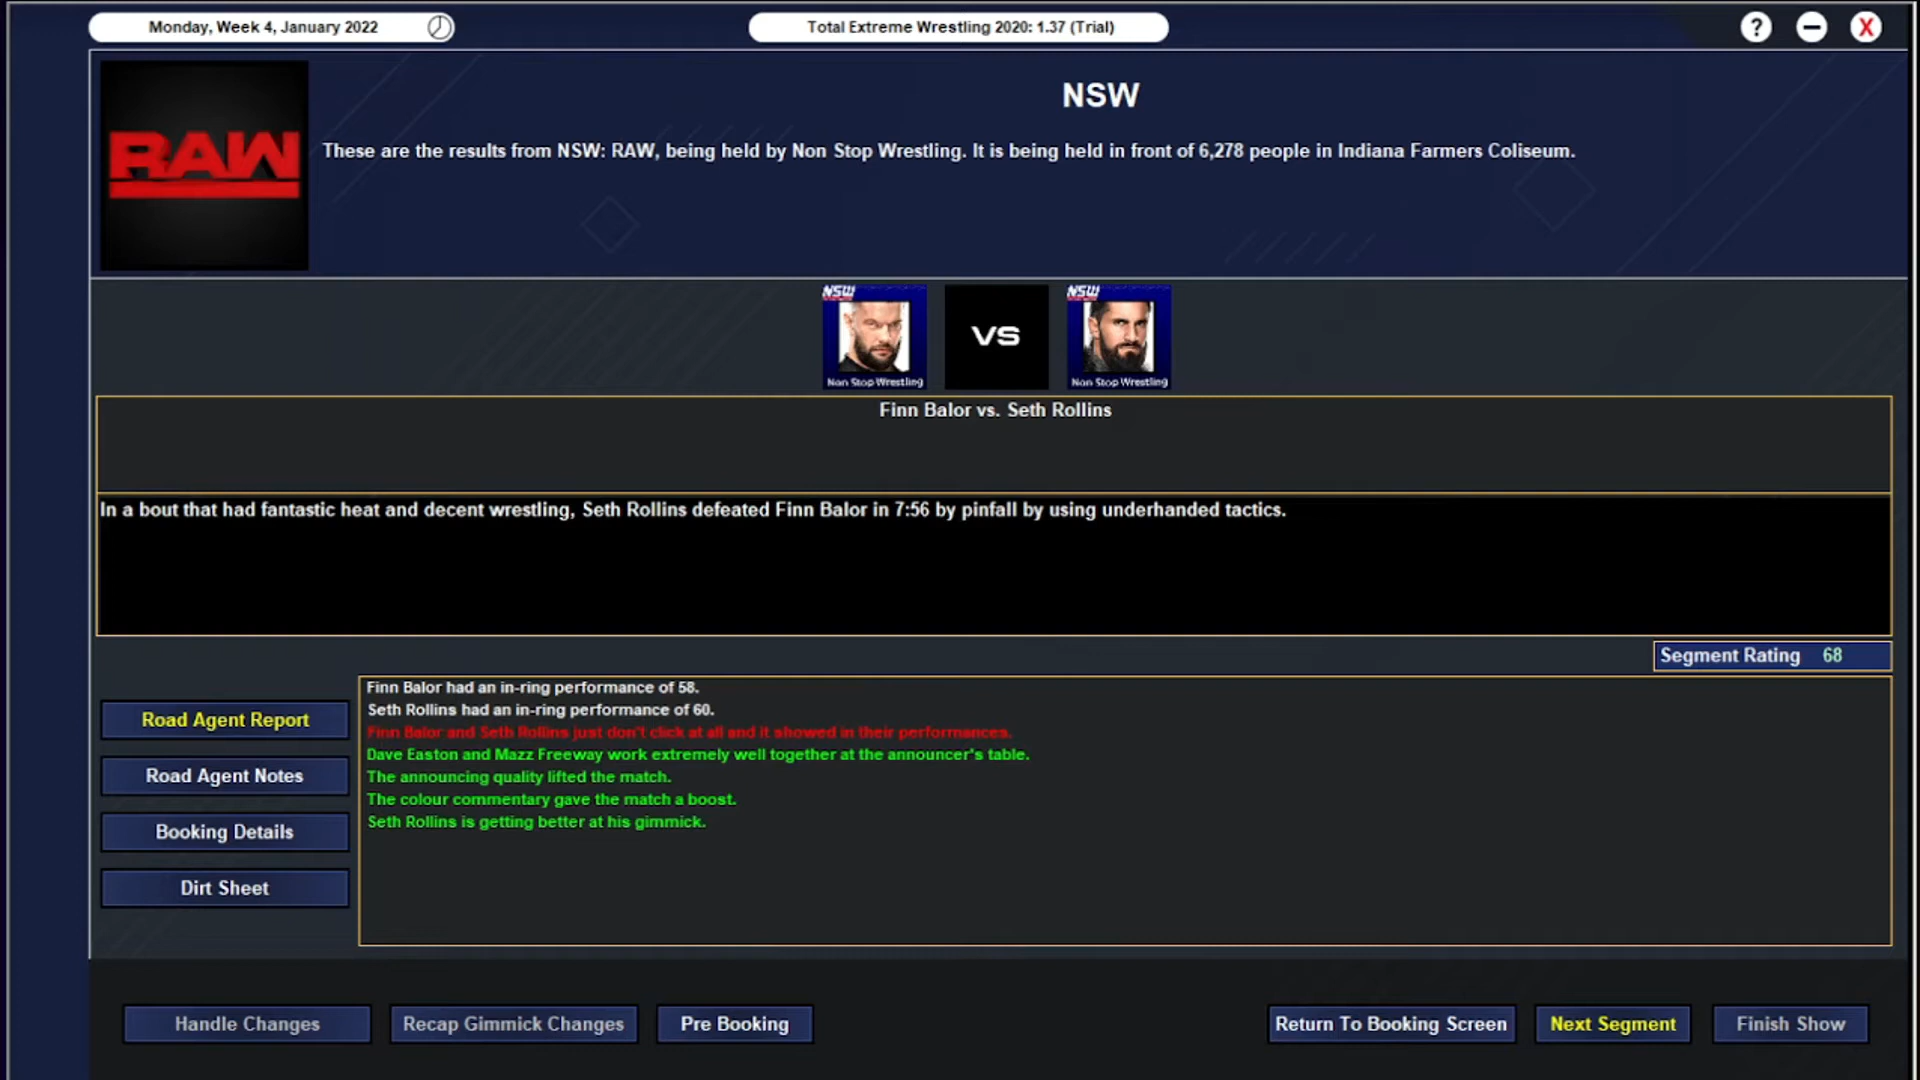 Monday, Week 4, January 2022
Total Extreme Wrestling 2020: 1.37 (Trial)
?
X
RAW
NSW
These are the results from NSW: RAW, being held by Non Stop Wrestling. It is being held in front of 6,278 people in Indiana Farmers Coliseum.
NSW
Non Stop Wrestling
VS
NSW
Non Stop Wrestling
Finn Balor vs. Seth Rollins
In a bout that had fantastic heat and decent wrestling, Seth Rollins defeated Finn Balor in 7:56 by pinfall by using underhanded tactics.
Segment Rating 68
Road Agent Report
Road Agent Notes
Booking Details
Dirt Sheet
Finn Balor had an in-ring performance of 58.
Seth Rollins had an in-ring performance of 60.
Finn Balor and Seth Rollins just don't click at all and it showed in their performances.
Dave Easton and Mazz Freeway work extremely well together at the announcer's table.
The announcing quality lifted the match.
The colour commentary gave the match a boost.
Seth Rollins is getting better at his gimmick.
Handle Changes
Recap Gimmick Changes
Pre Booking
Return To Booking Screen
Next Segment
Finish Show